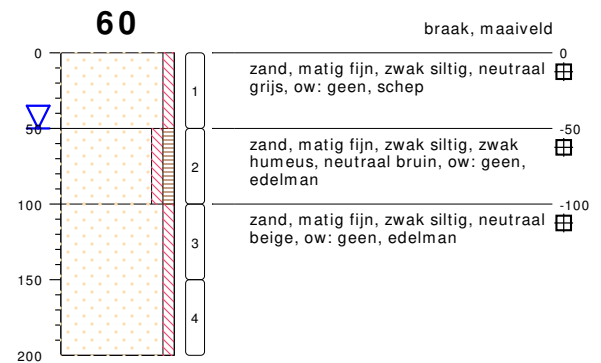 60
braak, maaiveld
0
0
zand, matig fijn, zwak siltig, neutraal
grijs, ow: geen, schep
1
50
-50
zand, matig fijn, zwak siltig, zwak
humeus, neutraal bruin, ow: geen,
edelman
2
100
-100
zand, matig fijn, zwak siltig, neutraal
beige, ow: geen, edelman
3
150
4
200